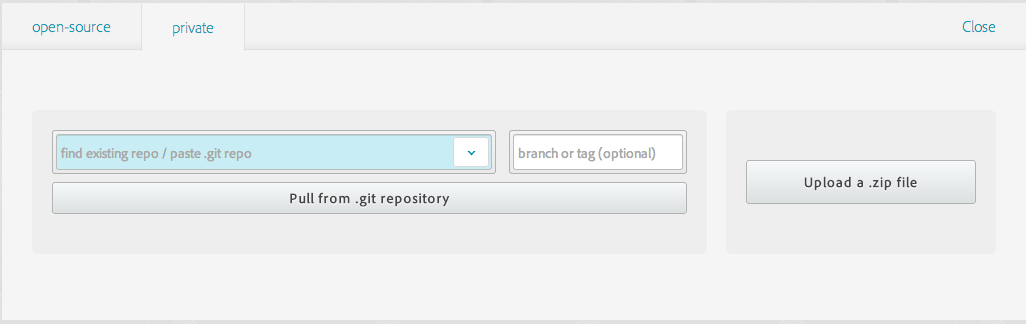 open-source
private
Close
find existing repo / paste .git repo
branch or tag (optional)
Pull from .git repository
Upload a .zip file